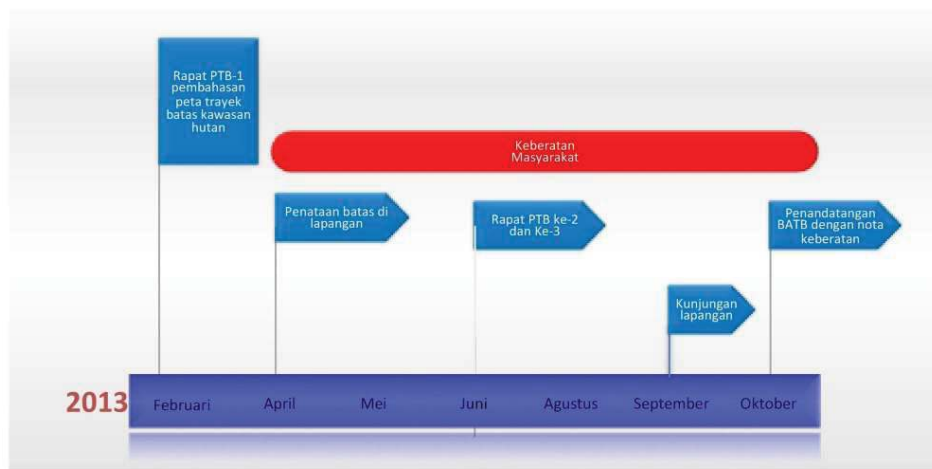 Rapat PTB-1
pembahasan
peta trayek
batas kawasan
hutan
Keberatan
Masyarakat
Penataan batas di
lapangan
Rapat PTB ke-2
dan Ke-3
Penandatangan
BATB dengan nota
keberatan
Kunjungan
lapangan
2013 Februari April Mei Juni Agustus September Oktober